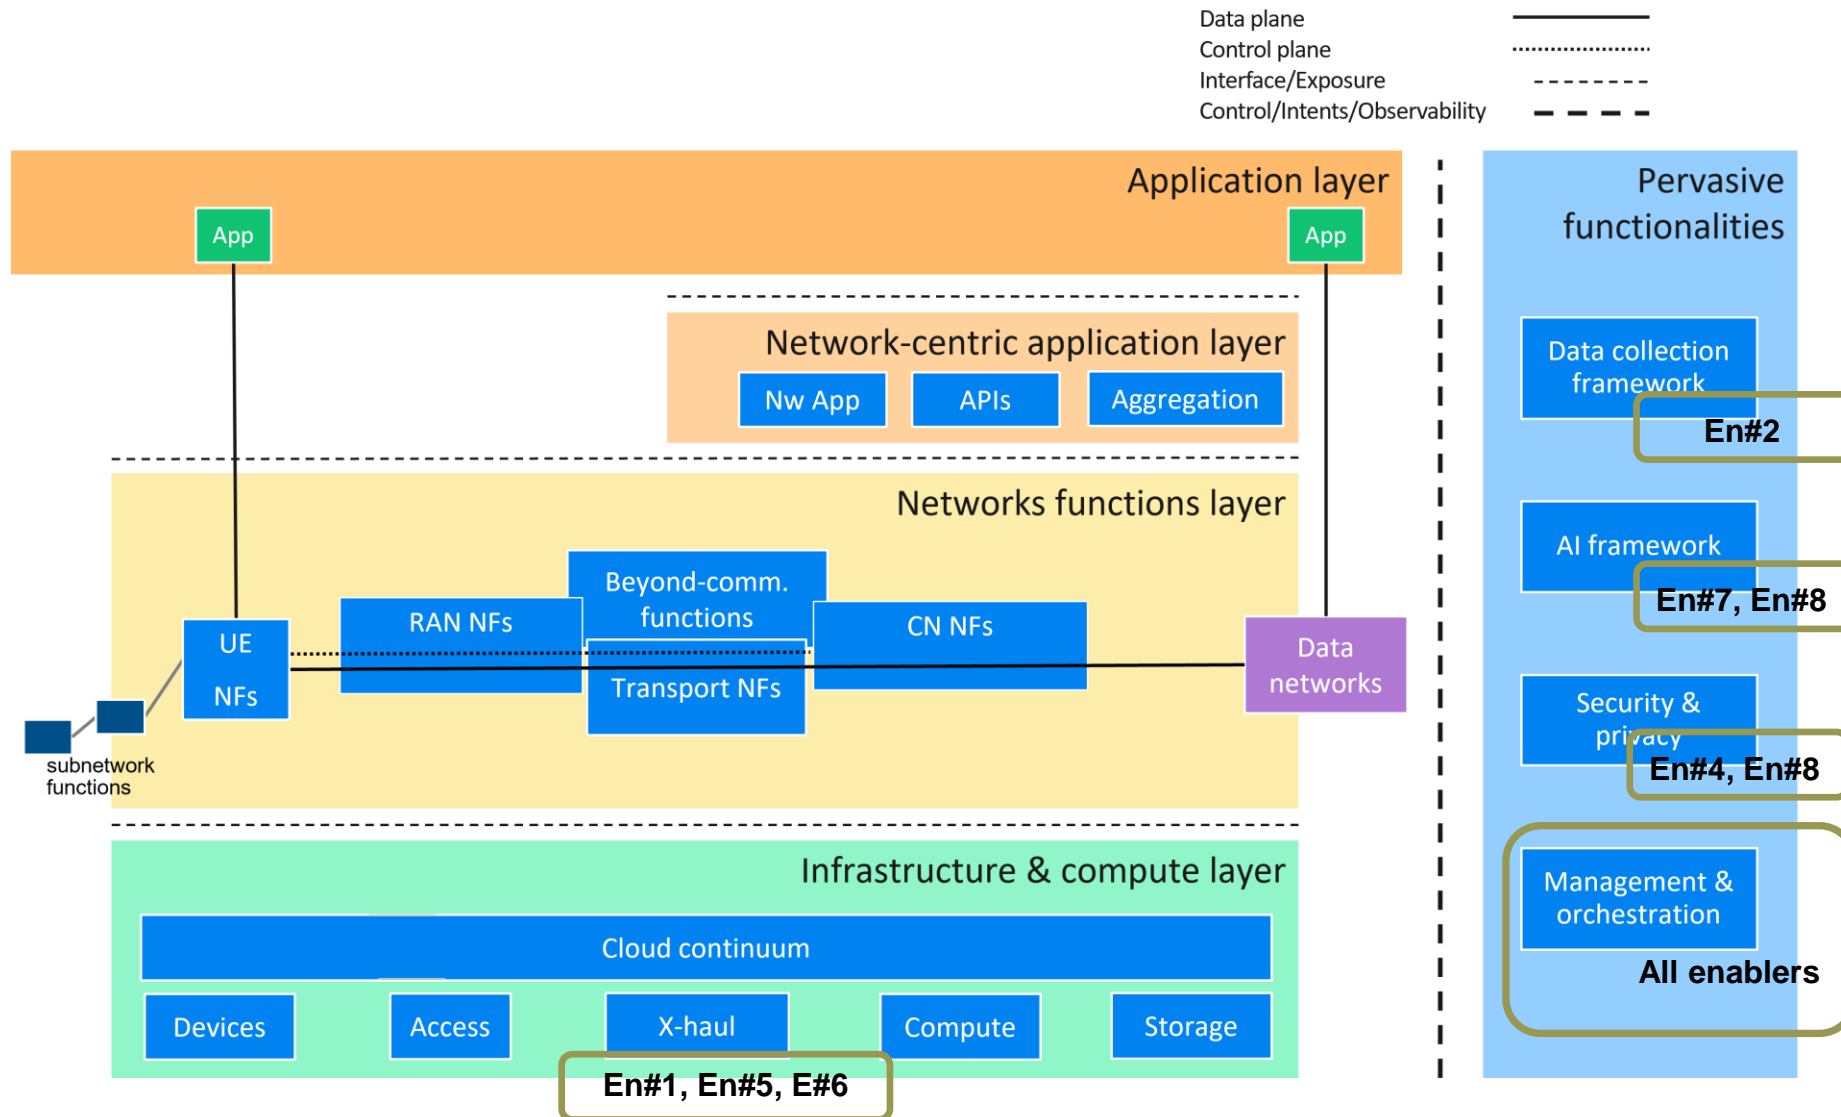 Data plane
Control plane
Interface/Exposure
Control/Intents/Observability
Application layer
App
App
Network-centric application layer
Nw App
APIs
Aggregation
Networks functions layer
Beyond-comm.
functions
RAN NFs
CN NFs
UE
NFs
Transport NFs
Data
networks
subnetwork
functions
Infrastructure & compute layer
Cloud continuum
Devices
Access
X-haul
Compute
Storage
En#1, En#5, E#6
Pervasive
functionalities
Data collection
framework
En#2
AI framework
En#7, En#8
Security &
privacy
En#4, En#8
Management &
orchestration
All enablers